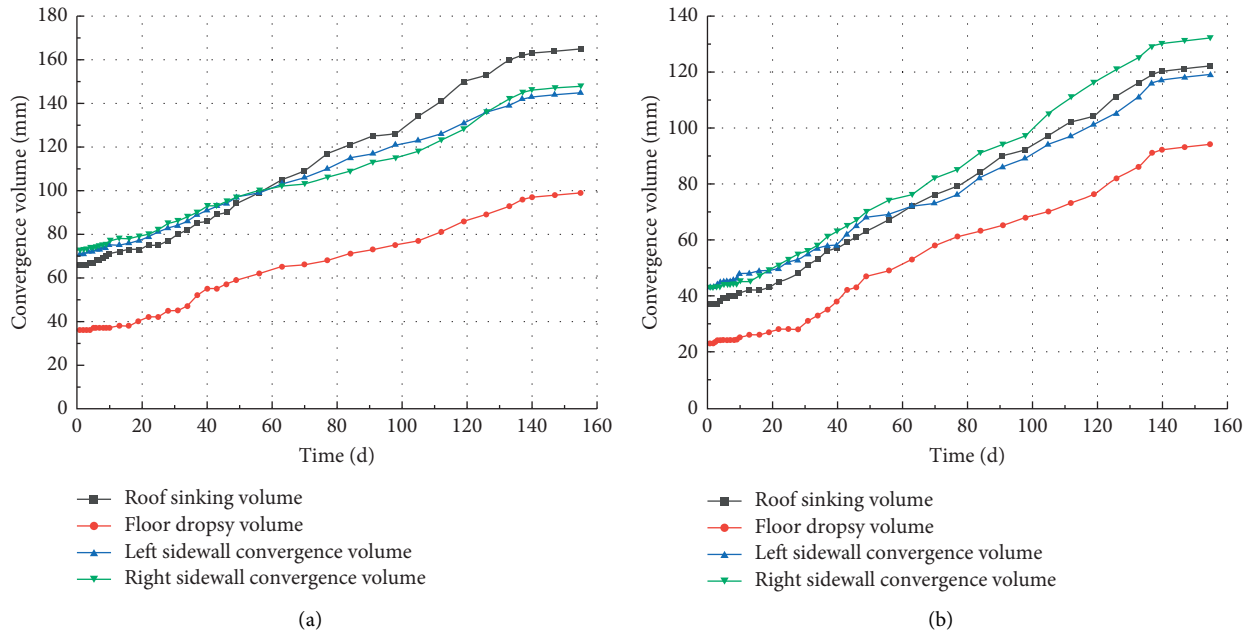 180
160
140
120
100
80
60
40
20
0
Convergence volume (mm)
0 20 40 60 80 100 120 140 160
Time (d)
Roof sinking volume
Floor dropsy volume
Left sidewall convergence volume
Right sidewall convergence volume
(a)
140
120
100
80
60
40
20
0
Convergence volume (mm)
0 20 40 60 80 100 120 140 160
Time (d)
Roof sinking volume
Floor dropsy volume
Left sidewall convergence volume
Right sidewall convergence volume
(b)